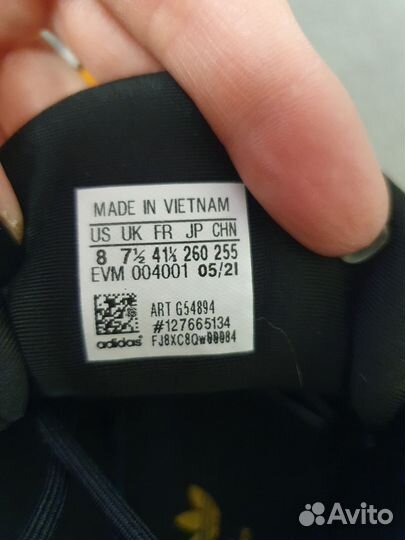 MADE IN VIETNAM
US UK FR JP CHN
8 7½ 41⅓ 260 255
EVM 004001 05/21
ART G54894
#127665134
adidas FJ8XC8QW00084
Avito